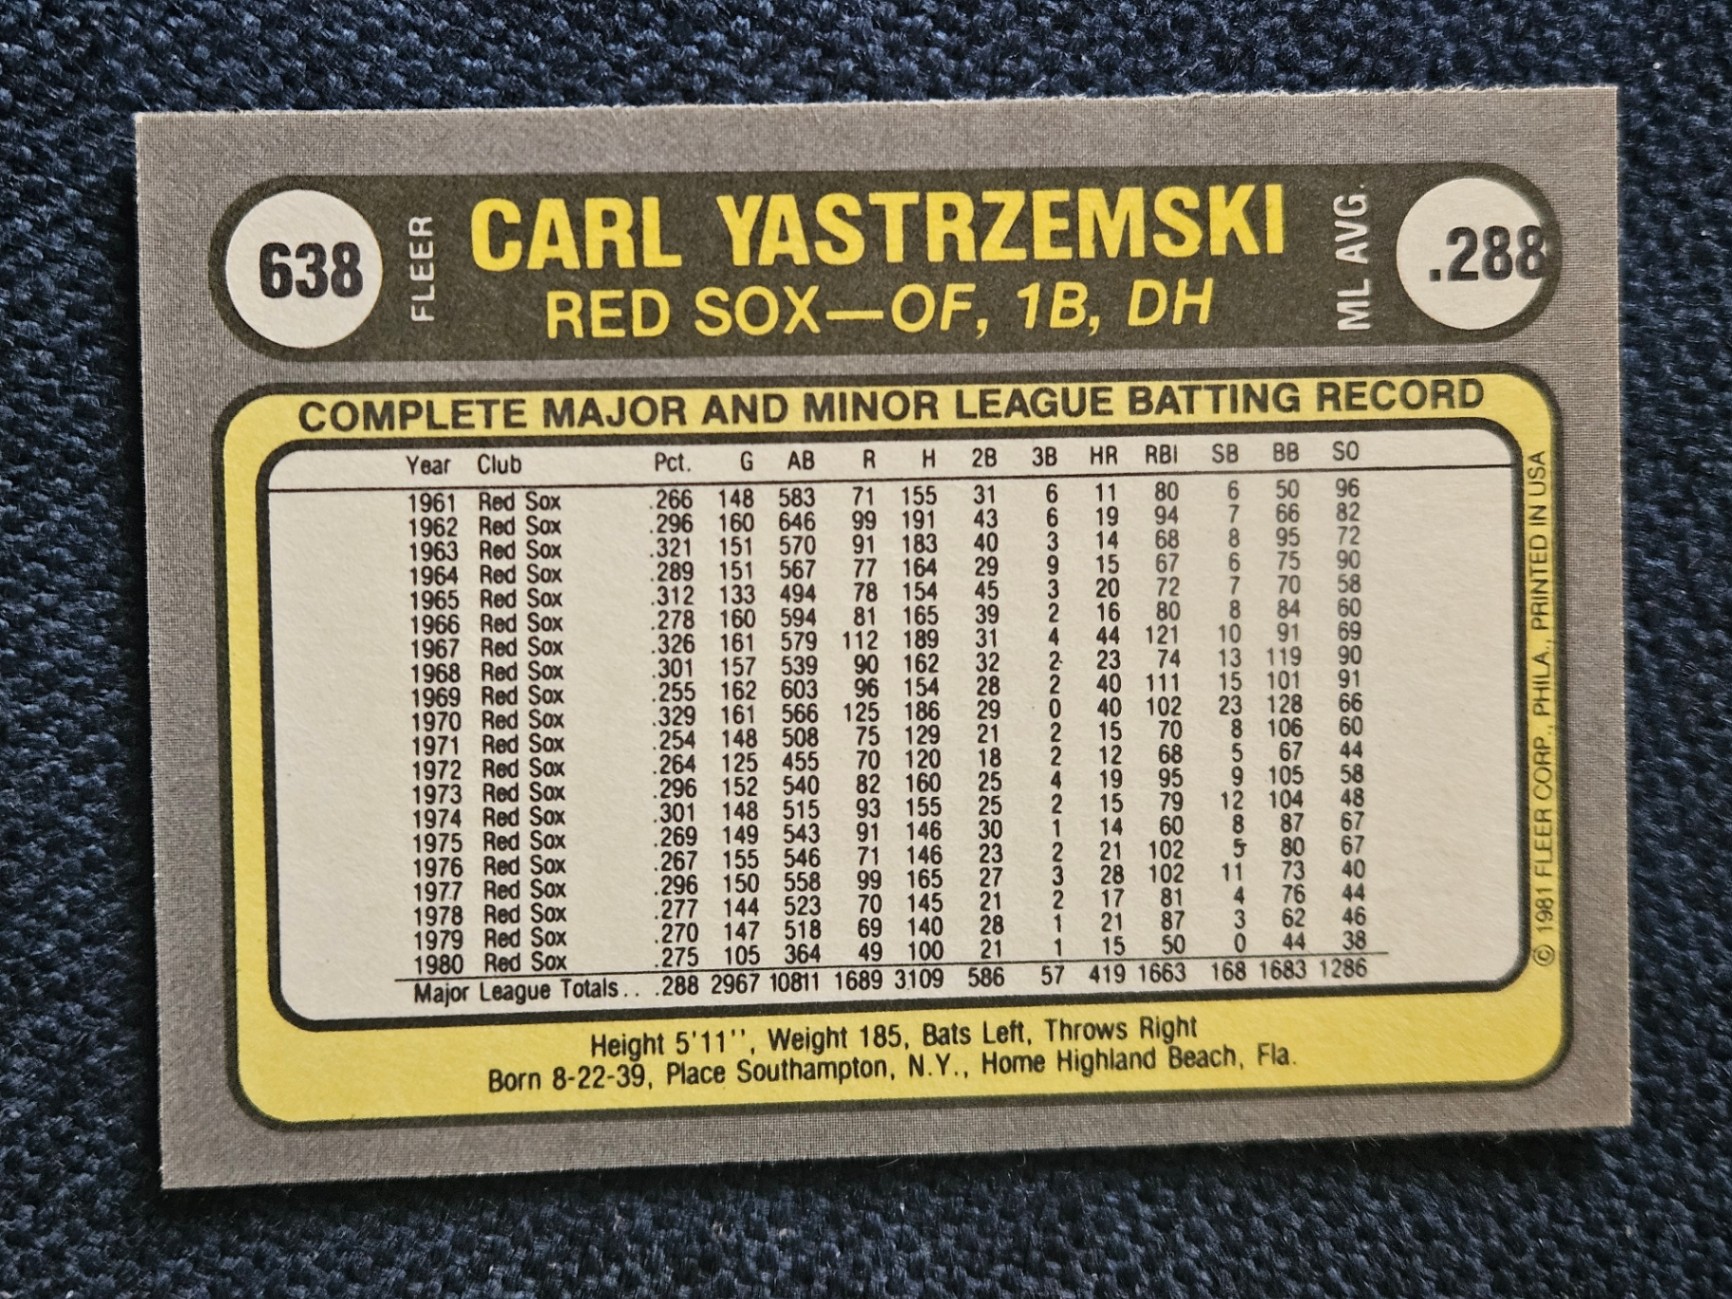 638 FLEER CARL YASTRZEMSKI ML AVG. .288
RED SOX—OF, 1B, DH
COMPLETE MAJOR AND MINOR LEAGUE BATTING RECORD
Year Club Pct. G AB R H 2B 3B HR RBI SB BB SO
1961 Red Sox .266 148 583 71 155 31 6 11 80 6 50 96
1962 Red Sox .296 160 646 99 191 43 6 19 94 7 66 82
1963 Red Sox .321 151 570 91 183 40 3 14 68 8 95 72
1964 Red Sox .289 151 567 77 164 29 9 15 67 6 75 90
1965 Red Sox .312 133 494 78 154 45 3 20 72 7 70 58
1966 Red Sox .278 160 594 81 165 39 2 16 80 8 84 60
1967 Red Sox .326 161 579 112 189 31 4 44 121 10 91 69
1968 Red Sox .301 157 539 90 162 32 2 23 74 13 119 90
1969 Red Sox .255 162 603 96 154 28 2 40 111 15 101 91
1970 Red Sox .329 161 566 125 186 29 0 40 102 23 128 66
1971 Red Sox .254 148 508 75 129 21 2 15 70 8 106 60
1972 Red Sox .264 125 455 70 120 18 2 12 68 5 67 44
1973 Red Sox .296 152 540 82 160 25 4 19 95 9 105 58
1974 Red Sox .301 148 515 93 155 25 2 15 79 12 104 48
1975 Red Sox .269 149 543 91 146 30 1 14 60 8 87 67
1976 Red Sox .267 155 546 71 146 23 2 21 102 5 80 67
1977 Red Sox .296 150 558 99 165 27 3 28 102 11 73 40
1978 Red Sox .277 144 523 70 145 21 2 17 81 4 76 44
1979 Red Sox .270 147 518 69 140 28 1 21 87 3 62 46
1980 Red Sox .275 105 364 49 100 21 1 15 50 0 44 38
Major League Totals.. .288 2967 10811 1689 3109 586 57 419 1663 168 1683 1286
Height 5'11'', Weight 185, Bats Left, Throws Right
Born 8-22-39, Place Southampton, N.Y., Home Highland Beach, Fla.
© 1981 FLEER CORP., PHILA., PRINTED IN USA